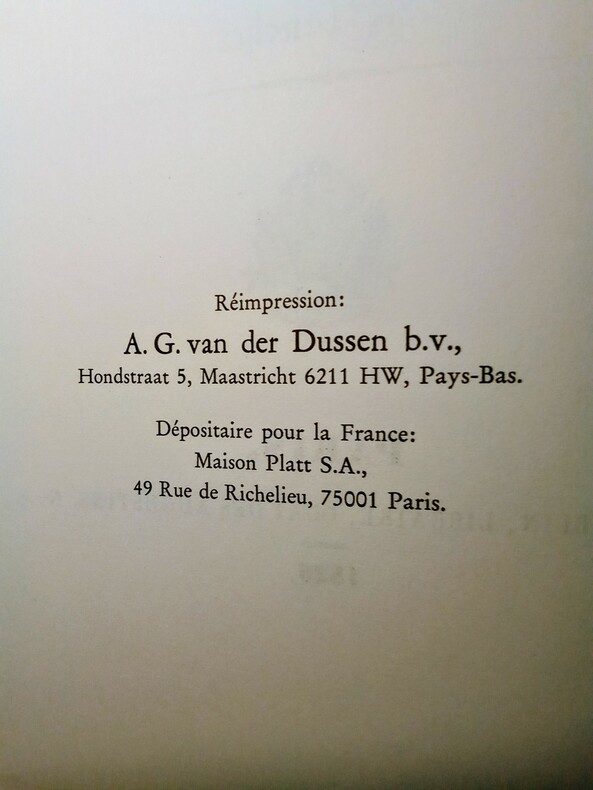 Réimpression:
A. G. van der Dussen b.v.,
Hondstraat 5, Maastricht 6211 HW, Pays-Bas.
Dépositaire pour la France:
Maison Platt S.A.,
49 Rue de Richelieu, 75001 Paris.